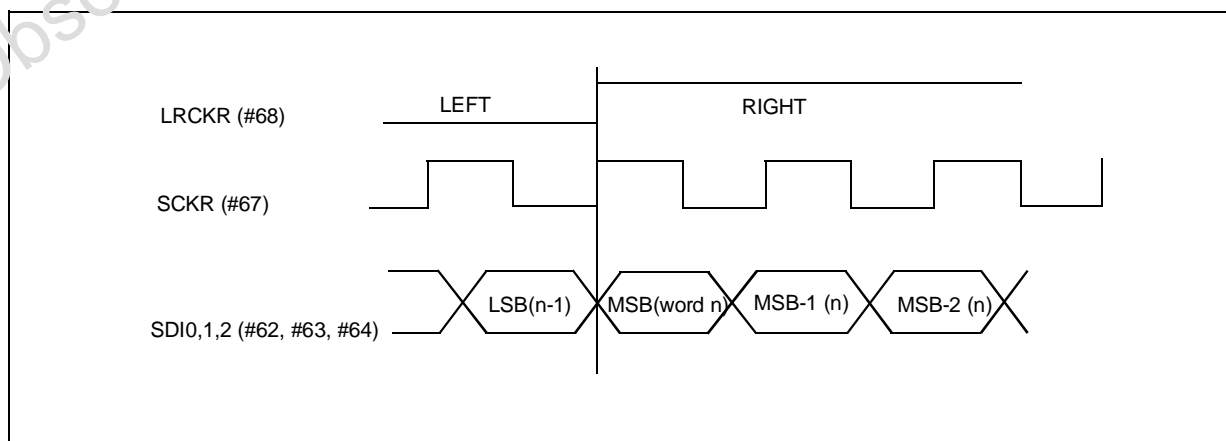 LRCKR (#68)
LEFT
RIGHT
SCKR (#67)
SDI0,1,2 (#62, #63, #64)
LSB(n-1)
MSB(word n)
MSB-1 (n)
MSB-2 (n)